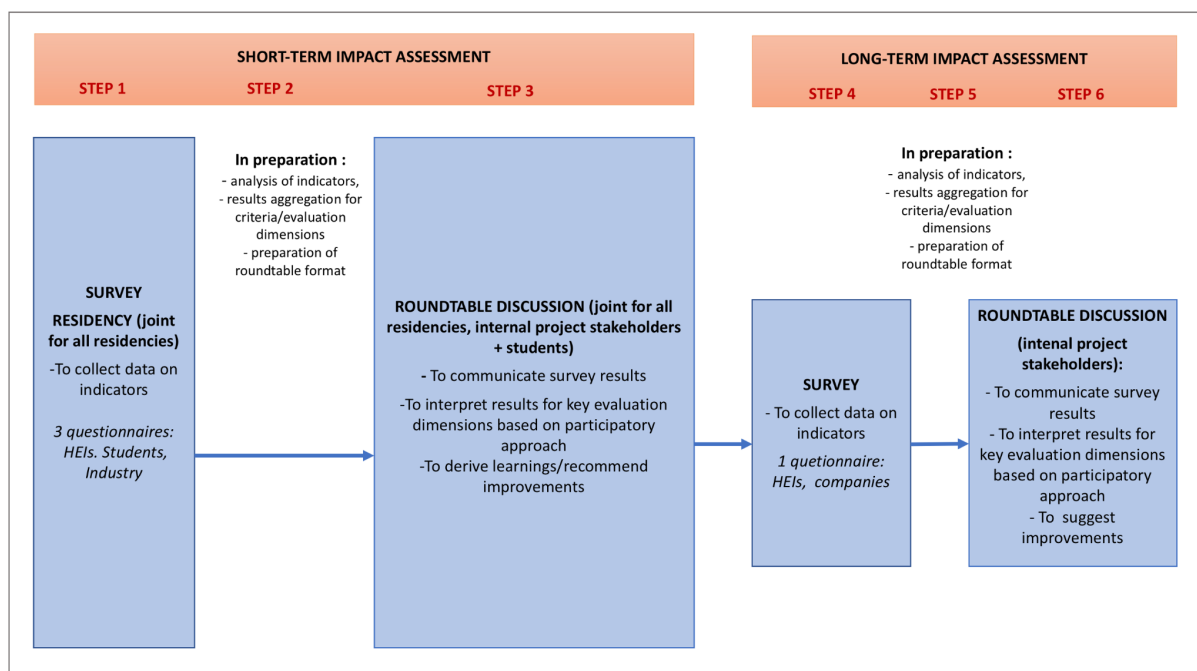 SHORT-TERM IMPACT ASSESSMENT
STEP 1
STEP 2
STEP 3
LONG-TERM IMPACT ASSESSMENT
STEP 4
STEP 5
STEP 6
SURVEY
RESIDENCY (joint
for all residencies)
-To collect data on
indicators
3 questionnaires:
HEIs. Students,
Industry
In preparation :
- analysis of indicators,
- results aggregation for
criteria/evaluation
dimensions
- preparation of
roundtable format
ROUNDTABLE DISCUSSION (joint for all
residencies, internal project stakeholders
+ students)
- To communicate survey results
-To interpret results for key evaluation
dimensions based on participatory
approach
-To derive learnings/recommend
improvements
SURVEY
- To collect data on
indicators
1 quetionnaire:
HEIs, companies
In preparation :
- analysis of indicators,
- results aggregation for
criteria/evaluation
dimensions
- preparation of
roundtable format
ROUNDTABLE DISCUSSION
(intenal project
stakeholders):
- To communicate survey
results
- To interpret results for
key evaluation dimensions
based on participatory
approach
- To suggest
improvements